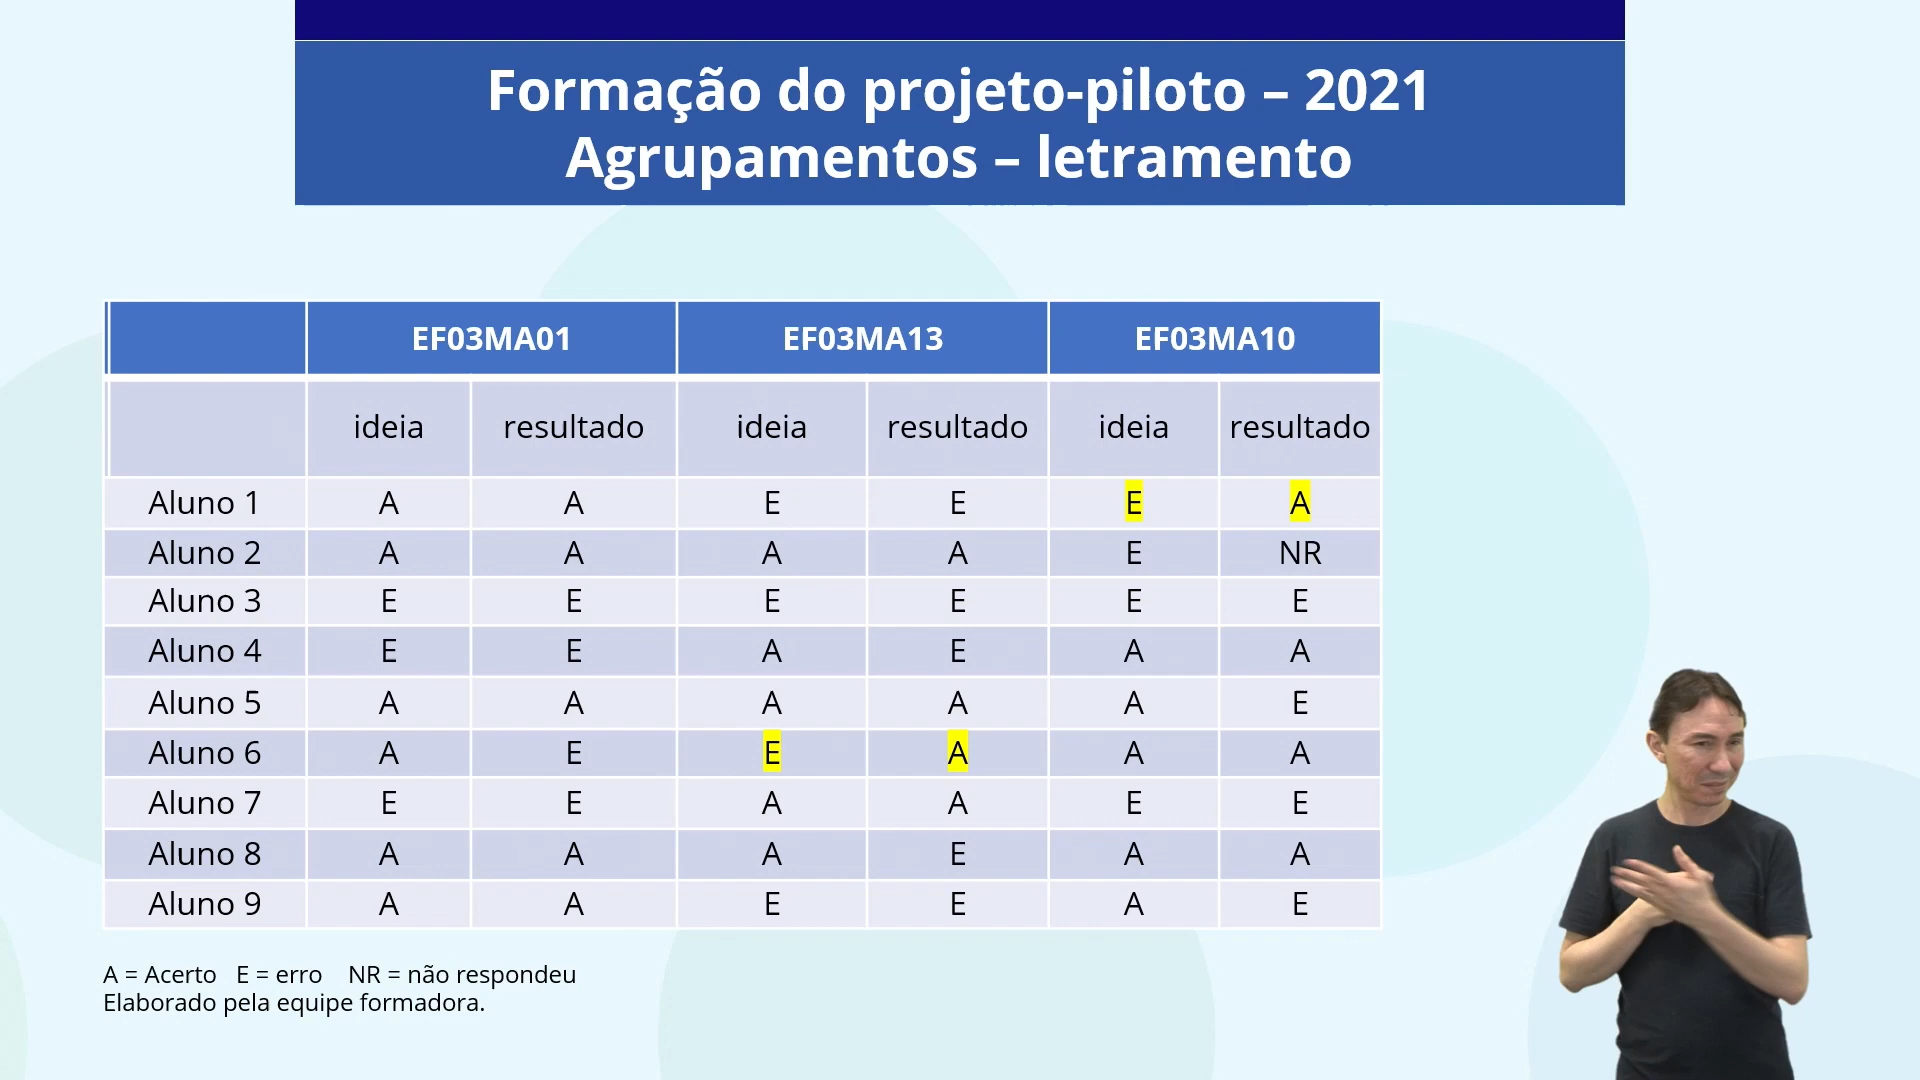 Formação do projeto-piloto – 2021
Agrupamentos – letramento
EF03MA01 EF03MA13 EF03MA10
ideia resultado ideia resultado ideia resultado
Aluno 1 A A E E E A
Aluno 2 A A A A E NR
Aluno 3 E E E E E E
Aluno 4 E E A E A A
Aluno 5 A A A A A E
Aluno 6 A E E A A A
Aluno 7 E E A A E E
Aluno 8 A A A E A A
Aluno 9 A A E E A E
A = Acerto E = erro NR = não respondeu
Elaborado pela equipe formadora.